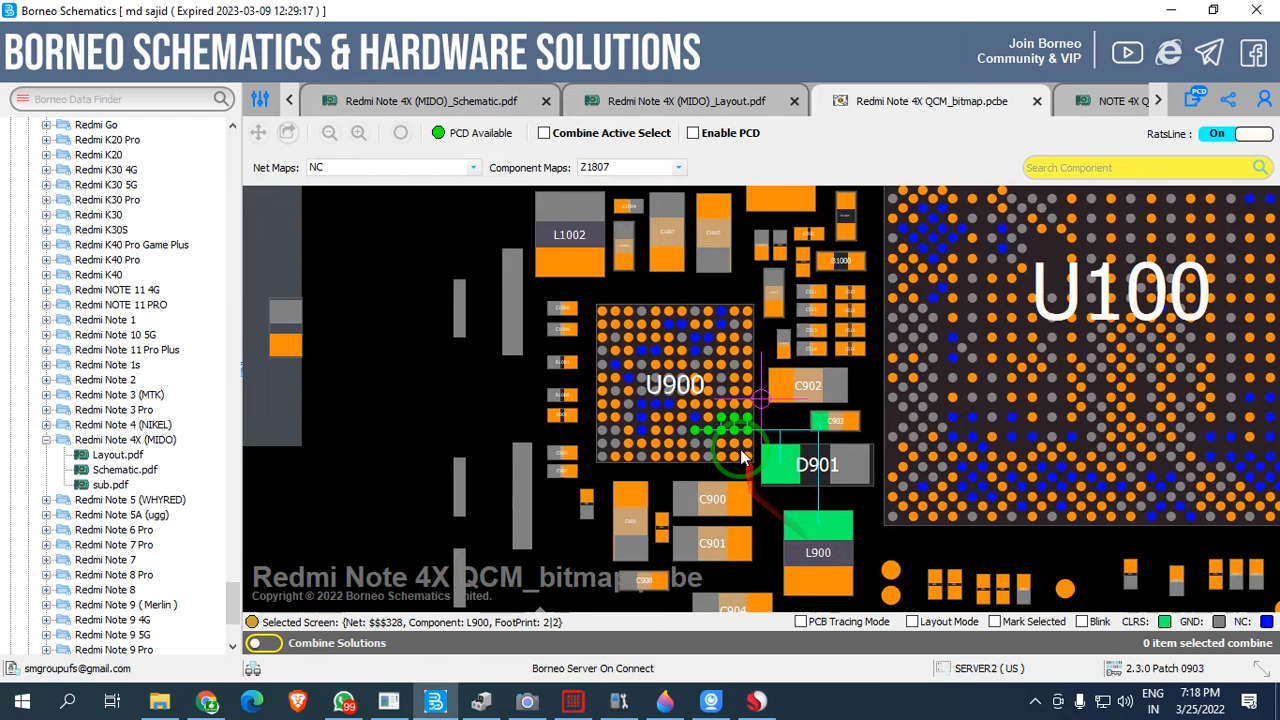 Borneo Schematics [ md sajid ( Expired 2023-03-09 12:29:17 ) ]
BORNEO SCHEMATICS & HARDWARE SOLUTIONS
Join Borneo
Community & VIP
Borneo Data Finder
Redmi Note 4X (MIDO)_Schematic.pdf
Redmi Note 4X (MIDO)_Layout.pdf
Redmi Note 4X QCM_bitmap.pcbe
NOTE 4X Q
PCD
PCD Available
Combine Active Select
Enable PCD
RatsLine:
On
Net Maps:
NC
Component Maps:
Z1807
Search Component
Redmi Go
Redmi K20 Pro
Redmi K20
Redmi K30 4G
Redmi K30 5G
Redmi K30 Pro
Redmi K30
Redmi K30S
Redmi K40 Pro Game Plus
Redmi K40 Pro
Redmi K40
Redmi NOTE 11 4G
Redmi NOTE 11 PRO
Redmi Note 1
Redmi Note 10 5G
Redmi Note 11 Pro Plus
Redmi Note 1s
Redmi Note 2
Redmi Note 3 (MTK)
Redmi Note 3 Pro
Redmi Note 4 (NIKEL)
Redmi Note 4X (MIDO)
Layout.pdf
Schematic.pdf
sub.pdf
Redmi Note 5 (WHYRED)
Redmi Note 5A (ugg)
Redmi Note 6 Pro
Redmi Note 7 Pro
Redmi Note 7
Redmi Note 8 Pro
Redmi Note 8
Redmi Note 9 ( Merlin )
Redmi Note 9 4G
Redmi Note 9 5G
Redmi Note 9 Pro
L1002
B1000
U100
U900
C902
C903
D901
C900
C901
L900
C908
C904
Redmi Note 4X QCM_bitmap.pcbe
Copyright © 2022 Borneo Schematics Limited.
Selected Screen: {Net: $$$328, Component: L900, FootPrint: 2|2}
PCB Tracing Mode
Layout Mode
Mark Selected
Blink
CLRS:
GND:
NC:
Combine Solutions
0 item selected combine
smgroupufs@gmail.com
Borneo Server On Connect
SERVER2 ( US )
2.3.0 Patch 0903
99
ENG
IN
7:18 PM
3/25/2022